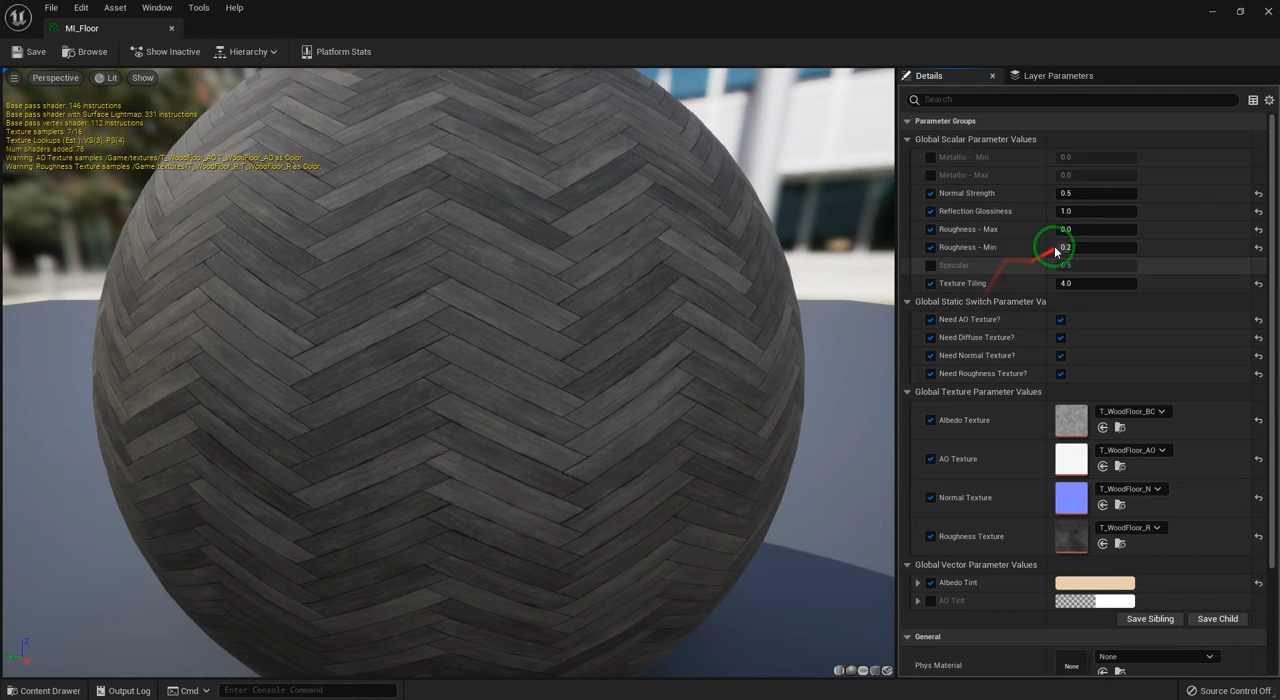 File Edit Asset Window Tools Help
MI_Floor
Save Browse Show Inactive Hierarchy Platform Stats
Perspective Lit Show
Base pass shader: 146 instructions
Base pass shader with Surface Lightmap: 331 instructions
Base pass vertex shader: 112 instructions
Texture samplers: 7/16
Texture Lookups (Est.): VS(3), PS(4)
Num shaders added: 78
Warning: AO Texture samples /Game/textures/T_WoodFloor_AO.T_WoodFloor_AO as Color.
Warning: Roughness Texture samples /Game/textures/T_WoodFloor_R.T_WoodFloor_R as Color.
Details Layer Parameters
Search
Parameter Groups
Global Scalar Parameter Values
Metallic - Min 0.0
Metallic - Max 0.0
Normal Strength 0.5
Reflection Glossiness 1.0
Roughness - Max 0.0
Roughness - Min 0.2
Specular 0.5
Texture Tiling 4.0
Global Static Switch Parameter Va
Need AO Texture?
Need Diffuse Texture?
Need Normal Texture?
Need Roughness Texture?
Global Texture Parameter Values
Albedo Texture T_WoodFloor_BC
AO Texture T_WoodFloor_AO
Normal Texture T_WoodFloor_N
Roughness Texture T_WoodFloor_R
Global Vector Parameter Values
Albedo Tint
AO Tint
Save Sibling Save Child
General
Phys Material None None
Content Drawer Output Log Cmd Enter Console Command Source Control Off